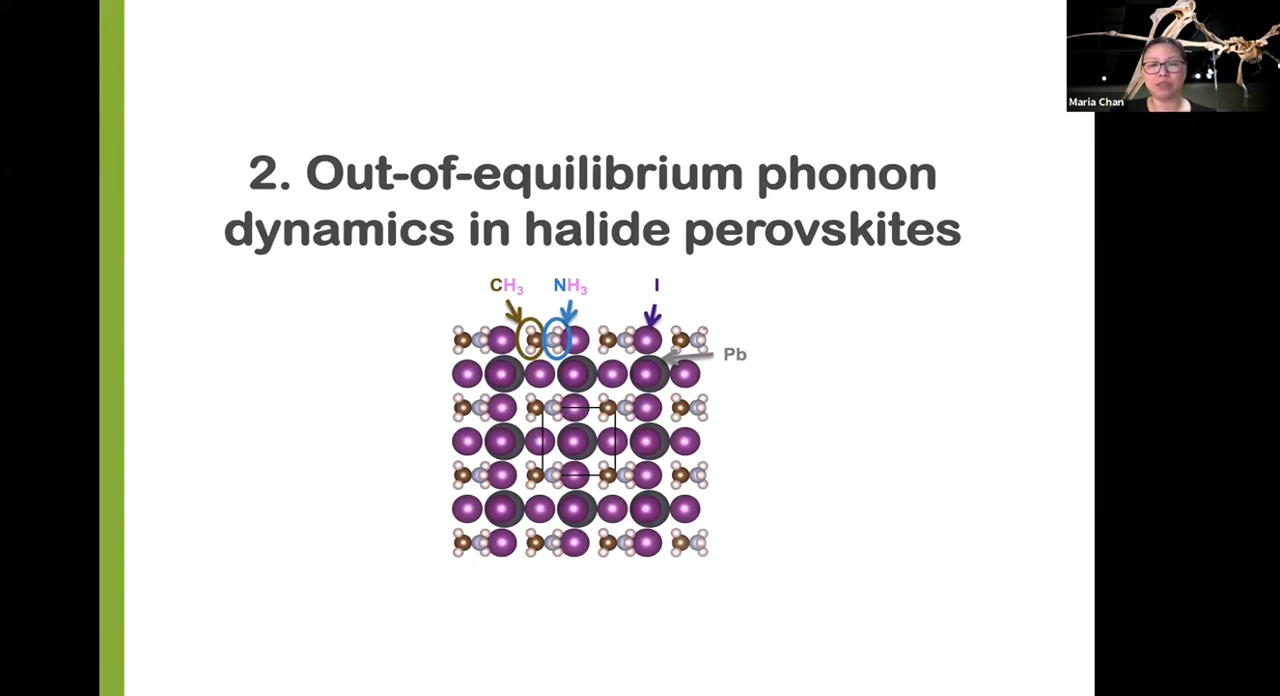 Maria Chan
2. Out-of-equilibrium phonon
dynamics in halide perovskites
CH₃ NH₃ I
Pb